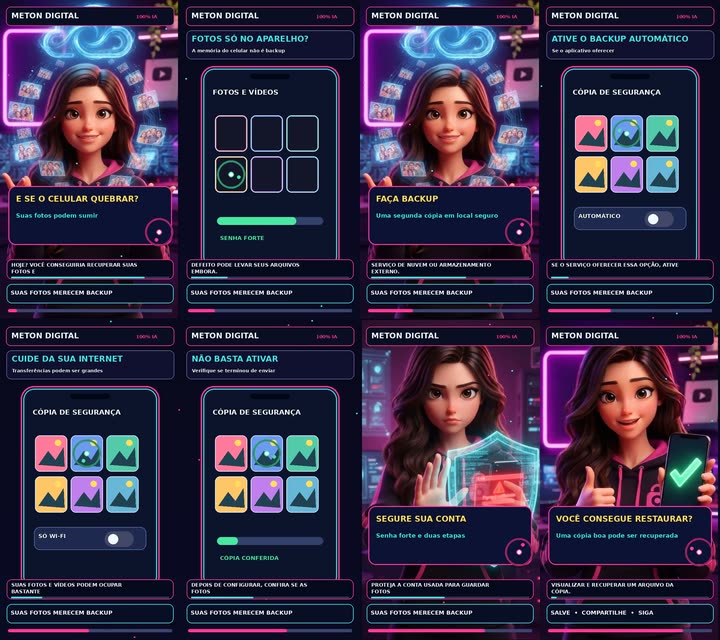 METON DIGITAL 100% IA
E SE O CELULAR QUEBRAR?
Suas fotos podem sumir
HOJE? VOCÊ CONSEGUIRIA RECUPERAR SUAS
FOTOS E
SUAS FOTOS MERECEM BACKUP
METON DIGITAL 100% IA
FOTOS SÓ NO APARELHO?
A memória do celular não é backup
FOTOS E VÍDEOS
SENHA FORTE
DEFEITO PODE LEVAR SEUS ARQUIVOS
EMBORA.
SUAS FOTOS MERECEM BACKUP
METON DIGITAL 100% IA
FAÇA BACKUP
Uma segunda cópia em local seguro
SERVIÇO DE NUVEM OU ARMAZENAMENTO
EXTERNO.
SUAS FOTOS MERECEM BACKUP
METON DIGITAL 100% IA
ATIVE O BACKUP AUTOMÁTICO
Se o aplicativo oferecer
CÓPIA DE SEGURANÇA
AUTOMÁTICO
SE O SERVIÇO OFERECER ESSA OPÇÃO, ATIVE
SUAS FOTOS MERECEM BACKUP
METON DIGITAL 100% IA
CUIDE DA SUA INTERNET
Transferências podem ser grandes
CÓPIA DE SEGURANÇA
SÓ WI-FI
SUAS FOTOS E VÍDEOS PODEM OCUPAR
BASTANTE
SUAS FOTOS MERECEM BACKUP
METON DIGITAL 100% IA
NÃO BASTA ATIVAR
Verifique se terminou de enviar
CÓPIA DE SEGURANÇA
CÓPIA CONFERIDA
DEPOIS DE CONFIGURAR, CONFIRA SE AS
FOTOS
SUAS FOTOS MERECEM BACKUP
METON DIGITAL 100% IA
SEGURE SUA CONTA
Senha forte e duas etapas
PROTEJA A CONTA USADA PARA GUARDAR
FOTOS
SUAS FOTOS MERECEM BACKUP
METON DIGITAL 100% IA
VOCÊ CONSEGUE RESTAURAR?
Uma cópia boa pode ser recuperada
VISUALIZAR E RECUPERAR UM ARQUIVO DA
CÓPIA.
SALVE • COMPARTILHE • SIGA